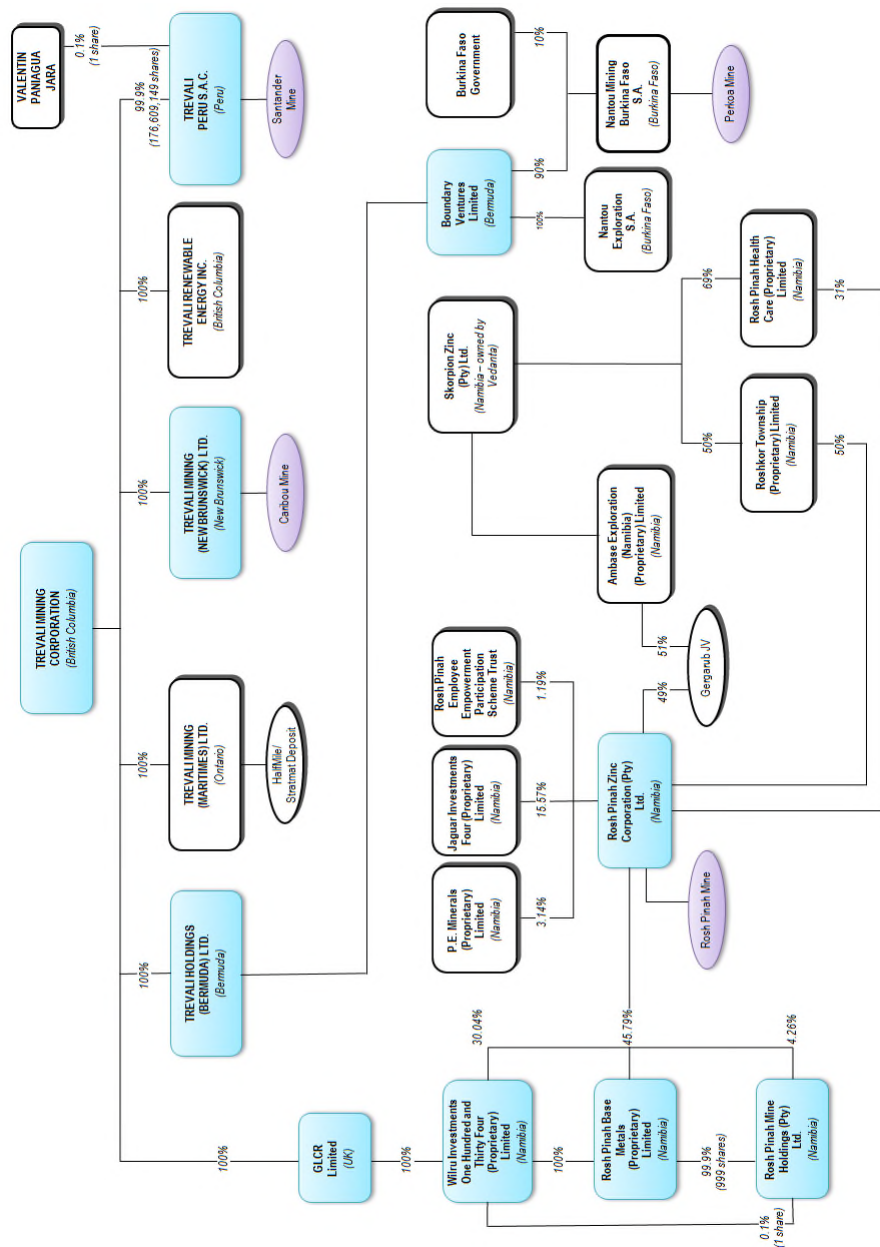 TREVALI MINING
CORPORATION
(British Columbia)
100%
GLCR
Limited
(UK)
100%
TREVALI HOLDINGS
(BERMUDA) LTD.
(Bermuda)
100%
TREVALI MINING
(MARITIMES) LTD.
(Ontario)
HalfMile/
Stratmat Deposit
100%
TREVALI MINING
(NEW BRUNSWICK) LTD.
(New Brunswick)
Caribou Mine
100%
TREVALI RENEWABLE
ENERGY INC.
(British Columbia)
99.9%
(176,609,149 shares)
TREVALI
PERU S.A.C.
(Peru)
Santander
Mine
VALENTIN
PANIAGUA
JARA
0.1%
(1 share)
100%
Wilru Investments
One Hundred and
Thirty Four
(Proprietary)
Limited
(Namibia)
30.04%
100%
Rosh Pinah Base
Metals
(Proprietary)
Limited
(Namibia)
45.79%
99.9%
(999 shares)
0.1%
(1 share)
Rosh Pinah Mine
Holdings (Pty)
Ltd.
(Namibia)
4.26%
P.E. Minerals
(Proprietary)
Limited
(Namibia)
3.14%
Jaguar Investments
Four (Proprietary)
Limited
(Namibia)
15.57%
Rosh Pinah
Employee
Empowerment
Participation
Scheme Trust
(Namibia)
1.19%
Rosh Pinah Zinc
Corporation (Pty)
Ltd.
(Namibia)
Rosh Pinah Mine
49%
51%
Gergarub JV
Ambase Exploration
(Namibia)
(Proprietary) Limited
(Namibia)
Skorpion Zinc
(Pty) Ltd.
(Namibia – owned by
Vedanta)
50%
Roshkor Township
(Proprietary) Limited
(Namibia)
50%
69%
Rosh Pinah Health
Care (Proprietary)
Limited
(Namibia)
31%
Boundary
Ventures
Limited
(Bermuda)
100%
Nantou
Exploration
S.A.
(Burkina Faso)
90%
Burkina Faso
Government
10%
Nantou Mining
Burkina Faso
S.A.
(Burkina Faso)
Perkoa Mine